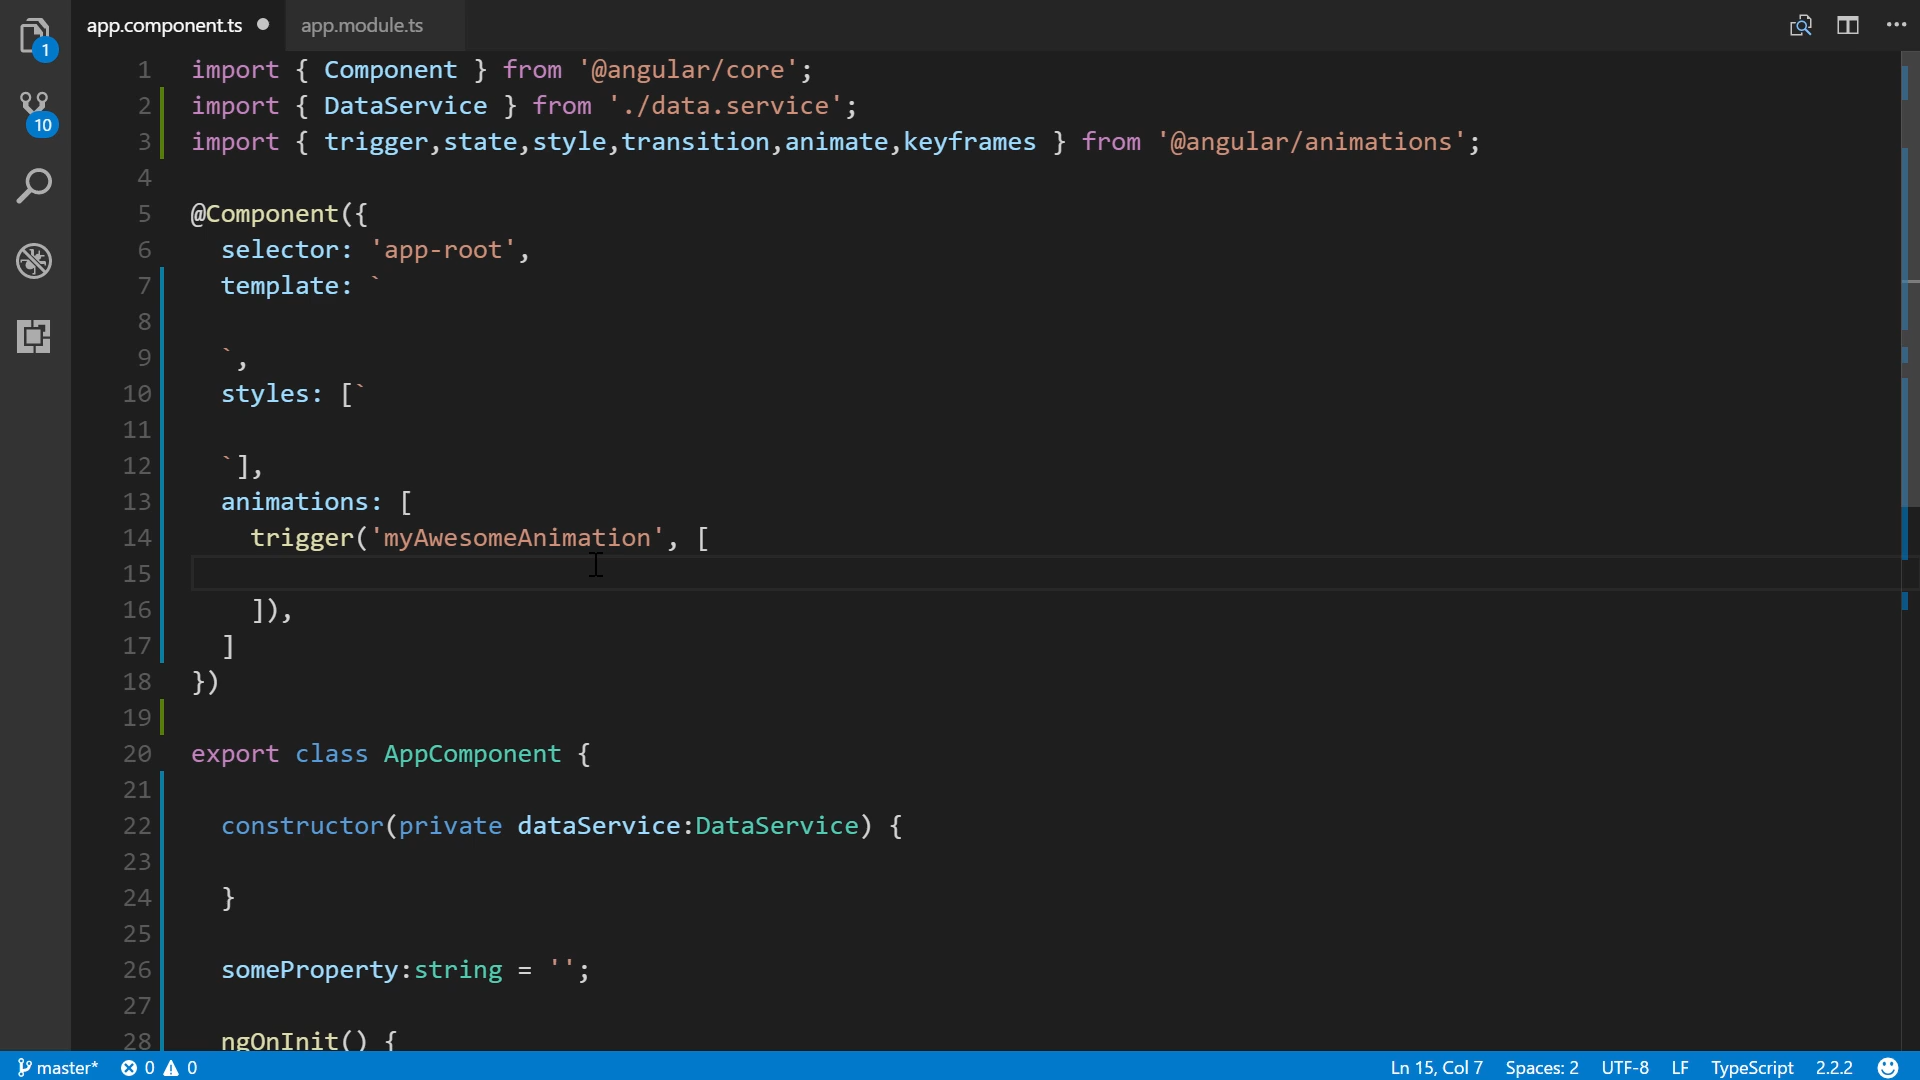 app.component.ts
app.module.ts
1
10
1 import { Component } from '@angular/core';
2 import { DataService } from './data.service';
3 import { trigger,state,style,transition,animate,keyframes } from '@angular/animations';
4
5 @Component({
6   selector: 'app-root',
7   template: `
8
9   `,
10   styles: [`
11
12   `],
13   animations: [
14     trigger('myAwesomeAnimation', [
15
16     ]),
17   ]
18 })
19
20 export class AppComponent {
21
22   constructor(private dataService:DataService) {
23
24   }
25
26   someProperty:string = '';
27
28   ngOnInit() {
master* 0 0 Ln 15, Col 7 Spaces: 2 UTF-8 LF TypeScript 2.2.2